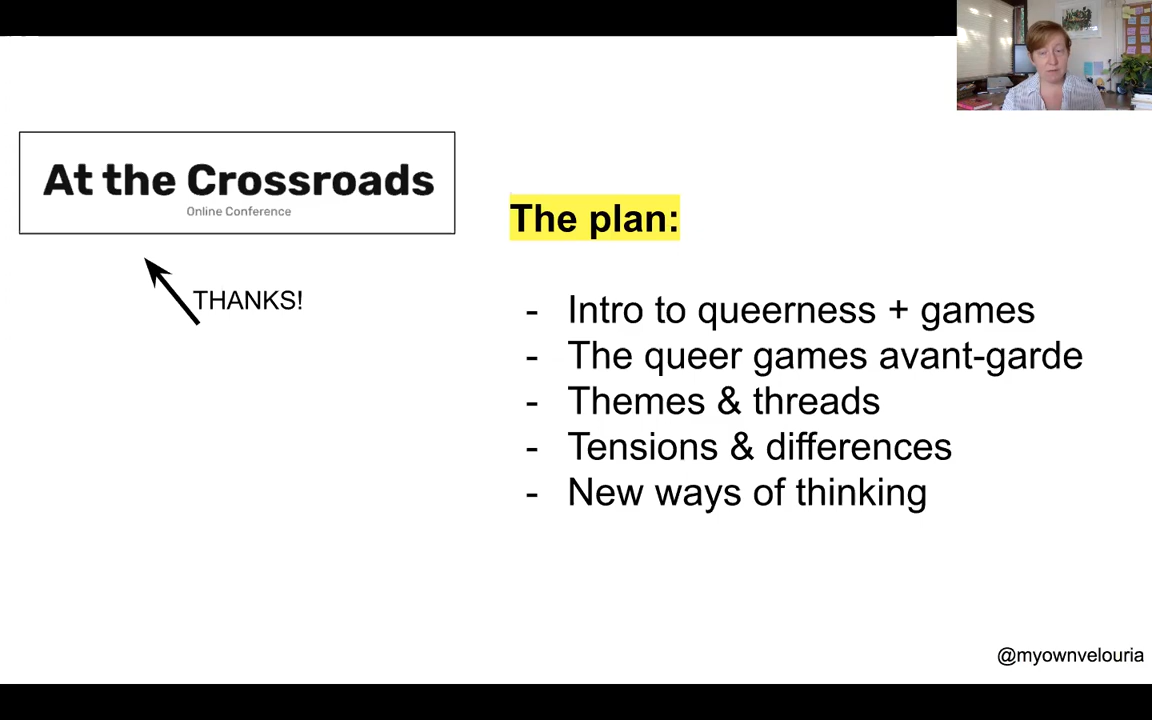 At the Crossroads
Online Conference
THANKS!
The plan:
- Intro to queerness + games
- The queer games avant-garde
- Themes & threads
- Tensions & differences
- New ways of thinking
@myownvelouria